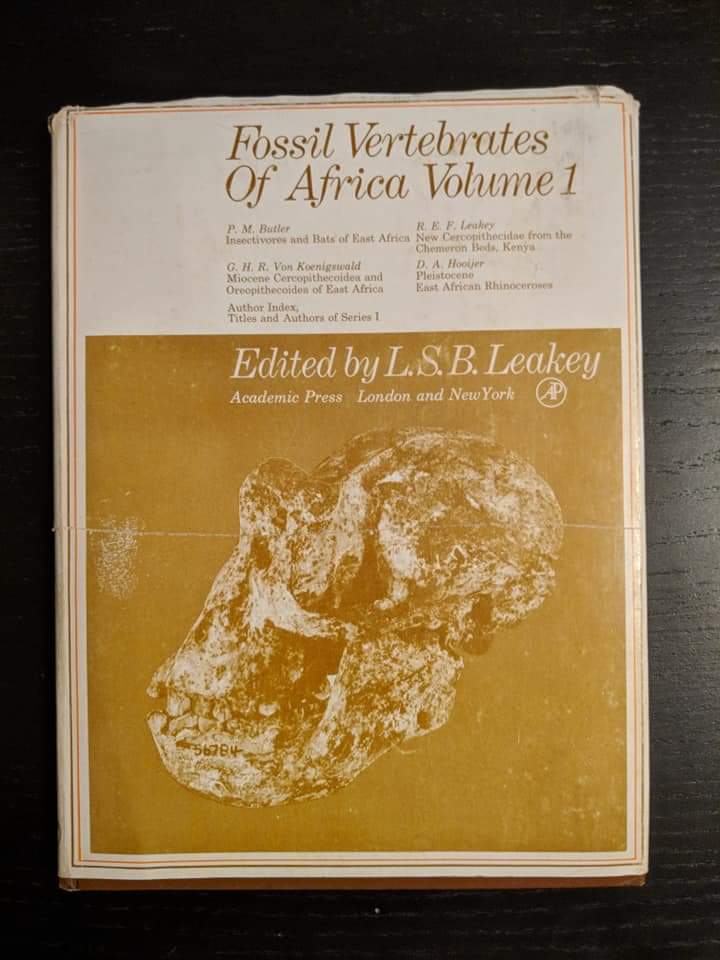 Fossil Vertebrates
Of Africa Volume 1
P. M. Butler
Insectivores and Bats of East Africa
R. E. F. Leakey
New Cercopithecidae from the
Chemeron Beds, Kenya
G. H. R. Von Koenigswald
Miocene Cercopithecoidea and
Oreopithecoidea of East Africa
D. A. Hooijer
Pleistocene
East African Rhinoceroses
Author Index,
Titles and Authors of Series I
Edited by L.S.B. Leakey
Academic Press London and New York
AP
56784